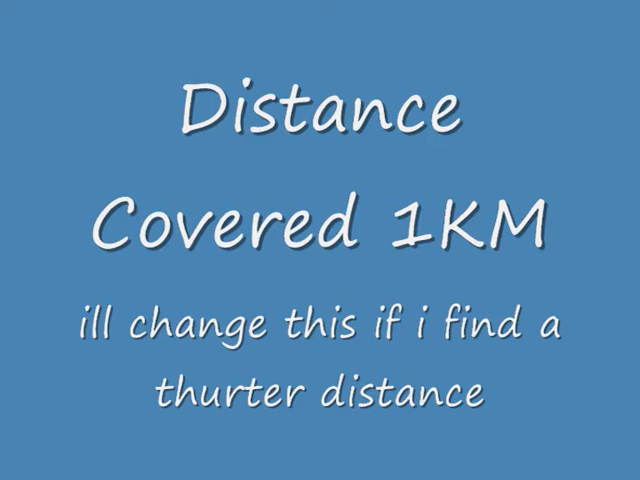 Distance
Covered 1KM
ill change this if i find a
thurter distance